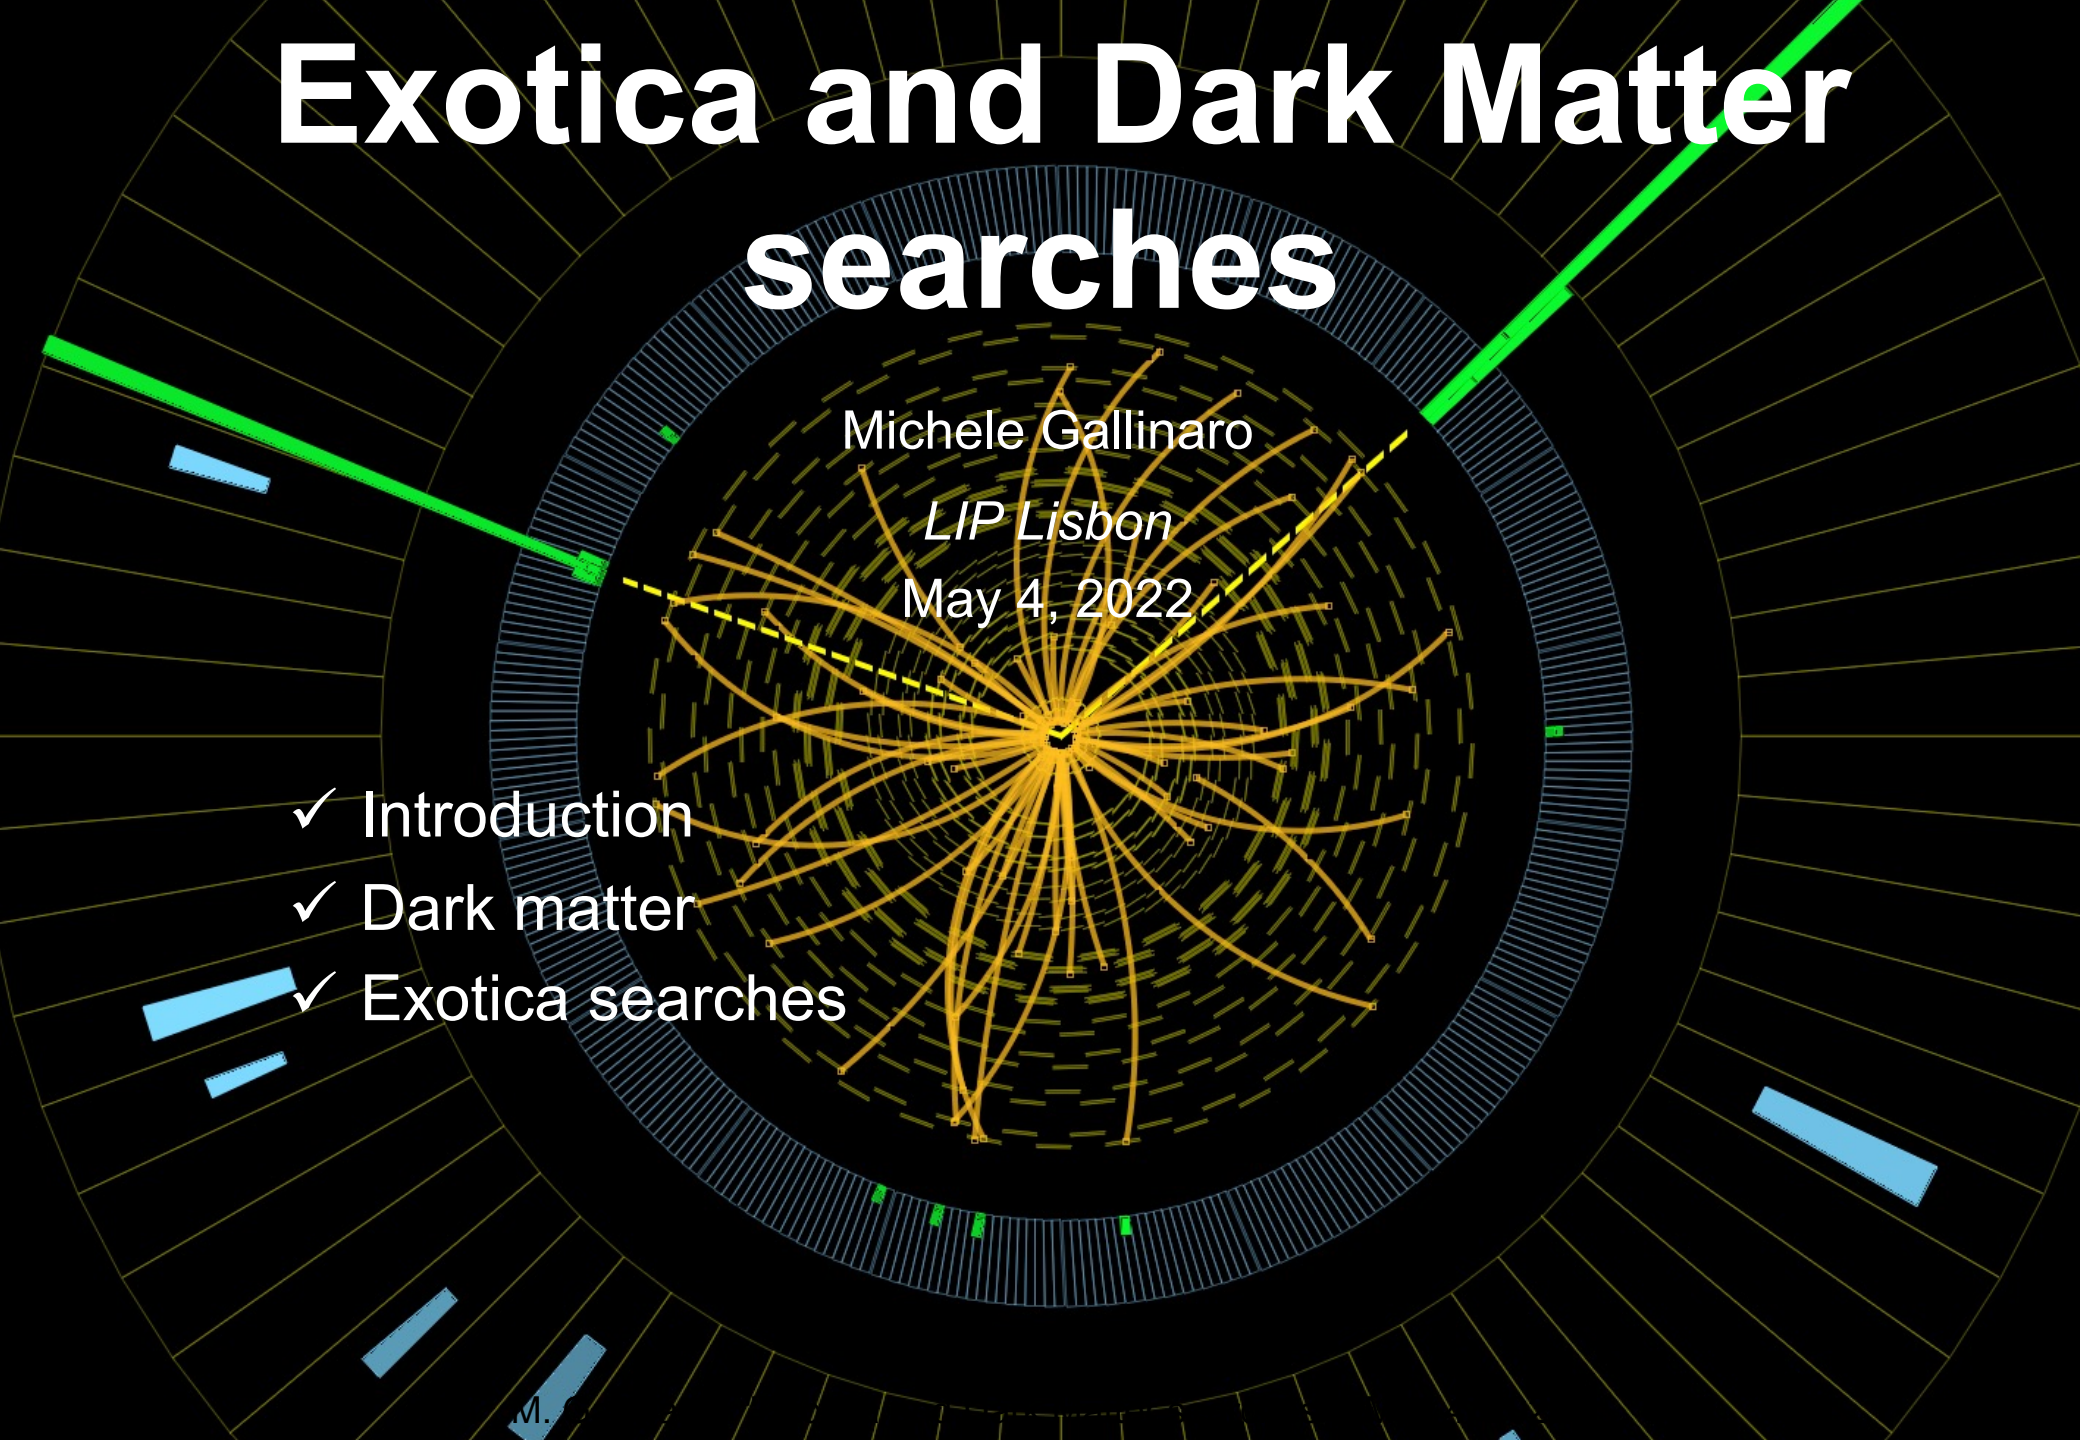 Exotica and Dark Matter
searches
Michele Gallinaro
LIP Lisbon
May 4, 2022
✓ Introduction
✓ Dark matter
✓ Exotica searches
M.